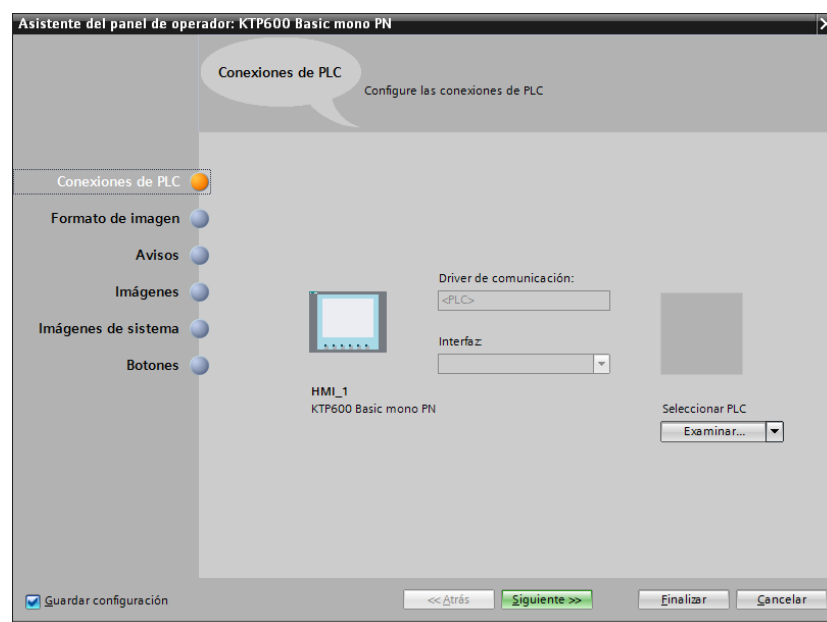 Asistente del panel de operador: KTP600 Basic mono PN
Conexiones de PLC
Configure las conexiones de PLC
Conexiones de PLC
Formato de imagen
Avisos
Imágenes
Imágenes de sistema
Botones
Driver de comunicación:
<PLC>
Interfaz:
HMI_1
KTP600 Basic mono PN
Seleccionar PLC
Examinar...
Guardar configuración
<< Atrás
Siguiente >>
Finalizar
Cancelar